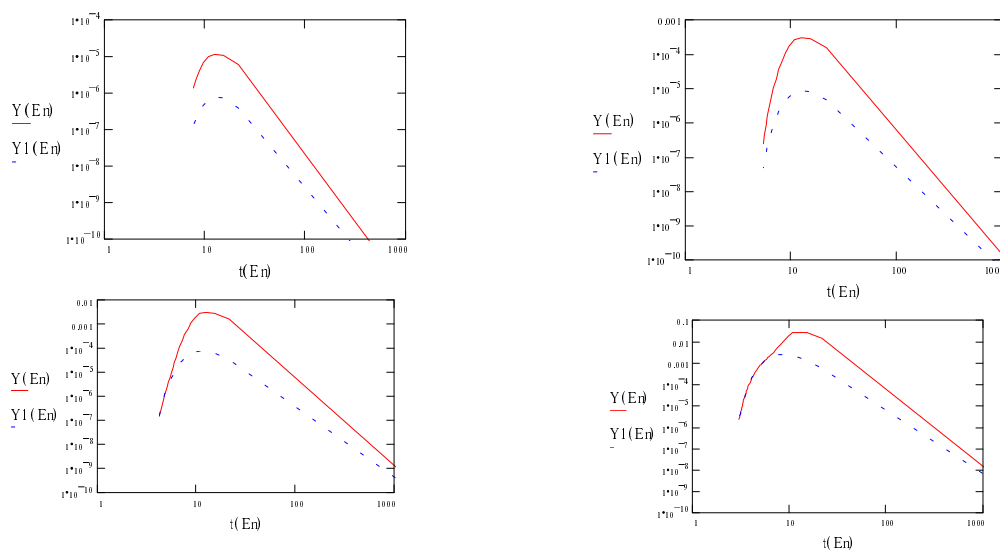 1•10−4
1•10−5
1•10−6
1•10−7
1•10−8
1•10−9
1•10−10
Y(En)
Y1(En)
1 10 100 1000
t(En)
0.001
1•10−4
1•10−5
1•10−6
1•10−7
1•10−8
1•10−9
1•10−10
Y(En)
Y1(En)
1 10 100
t(En)
0.01
0.001
1•10−4
1•10−5
1•10−6
1•10−7
1•10−8
1•10−9
1•10−10
Y(En)
Y1(En)
1 10 100 1000
t(En)
0.1
0.01
0.001
1•10−4
1•10−5
1•10−6
1•10−7
1•10−8
1•10−9
1•10−10
Y(En)
Y1(En)
1 10 100 1000
t(En)